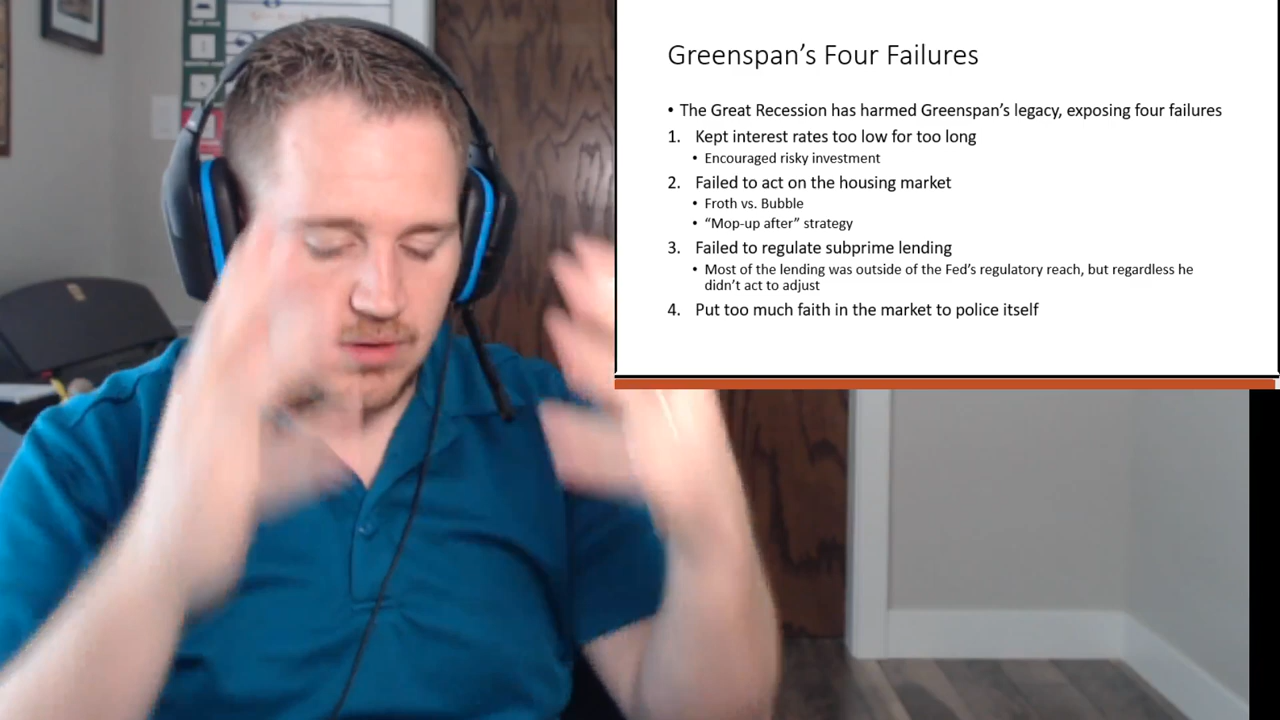 Greenspan’s Four Failures
• The Great Recession has harmed Greenspan’s legacy, exposing four failures
1. Kept interest rates too low for too long
• Encouraged risky investment
2. Failed to act on the housing market
• Froth vs. Bubble
• “Mop-up after” strategy
3. Failed to regulate subprime lending
• Most of the lending was outside of the Fed’s regulatory reach, but regardless he
didn’t act to adjust
4. Put too much faith in the market to police itself